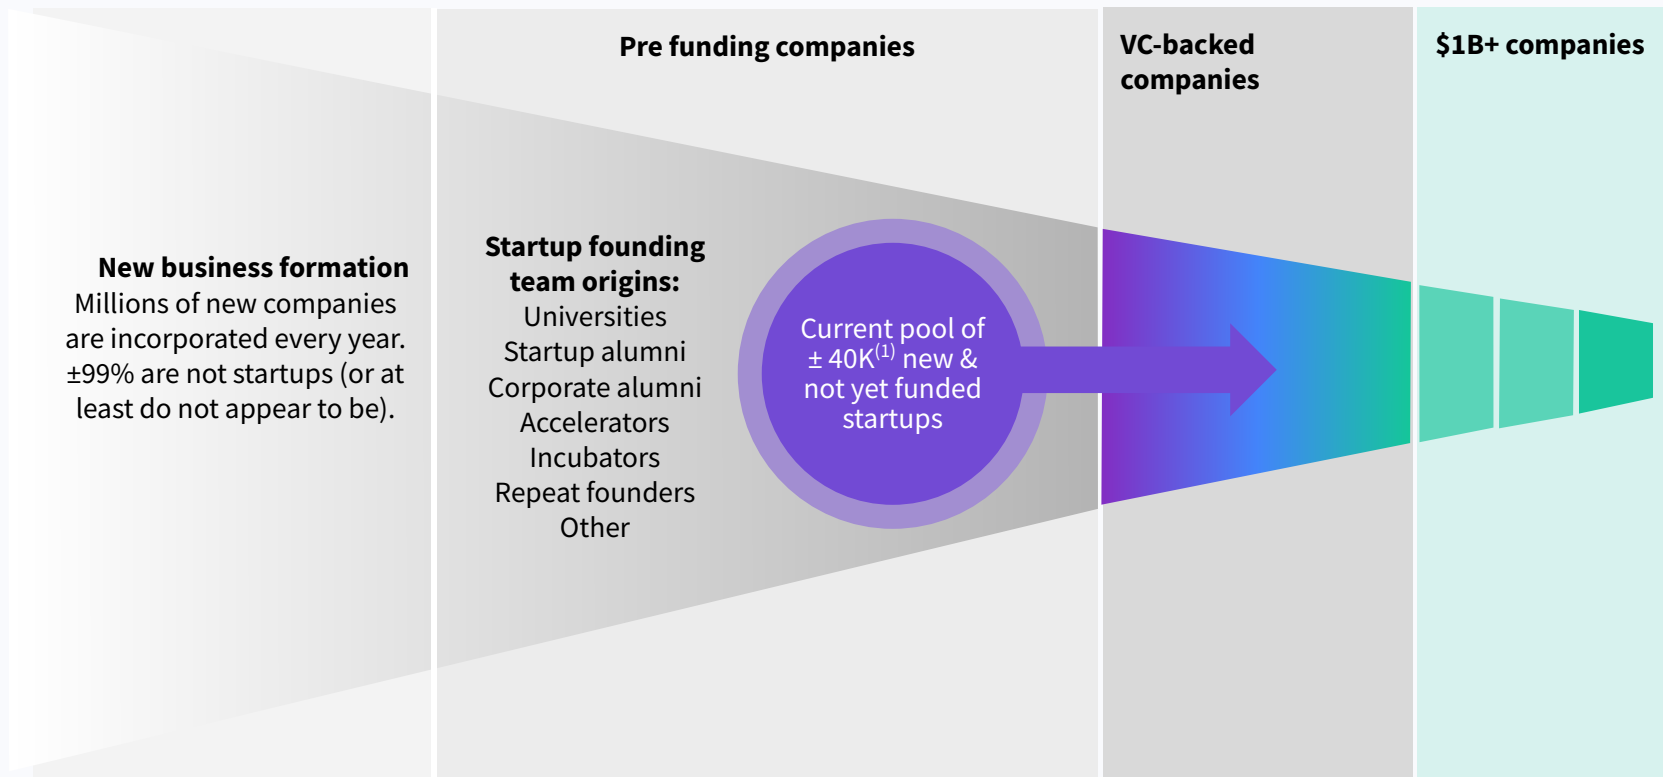 Pre funding companies
VC-backed
companies
$1B+ companies
New business formation
Millions of new companies
are incorporated every year.
±99% are not startups (or at
least do not appear to be).
Startup founding
team origins:
Universities
Startup alumni
Corporate alumni
Accelerators
Incubators
Repeat founders
Other
Current pool of
± 40K(1) new &
not yet funded
startups